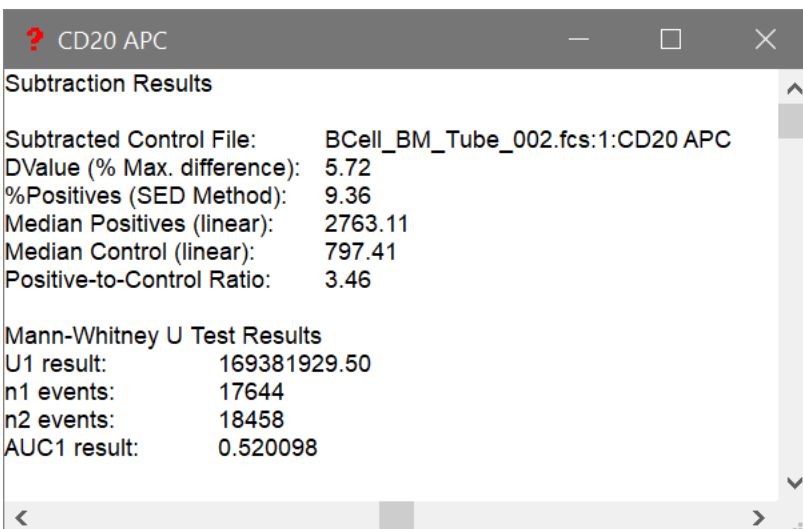 ? CD20 APC
Subtraction Results
Subtracted Control File: BCell_BM_Tube_002.fcs:1:CD20 APC
DValue (% Max. difference): 5.72
%Positives (SED Method): 9.36
Median Positives (linear): 2763.11
Median Control (linear): 797.41
Positive-to-Control Ratio: 3.46
Mann-Whitney U Test Results
U1 result: 169381929.50
n1 events: 17644
n2 events: 18458
AUC1 result: 0.520098